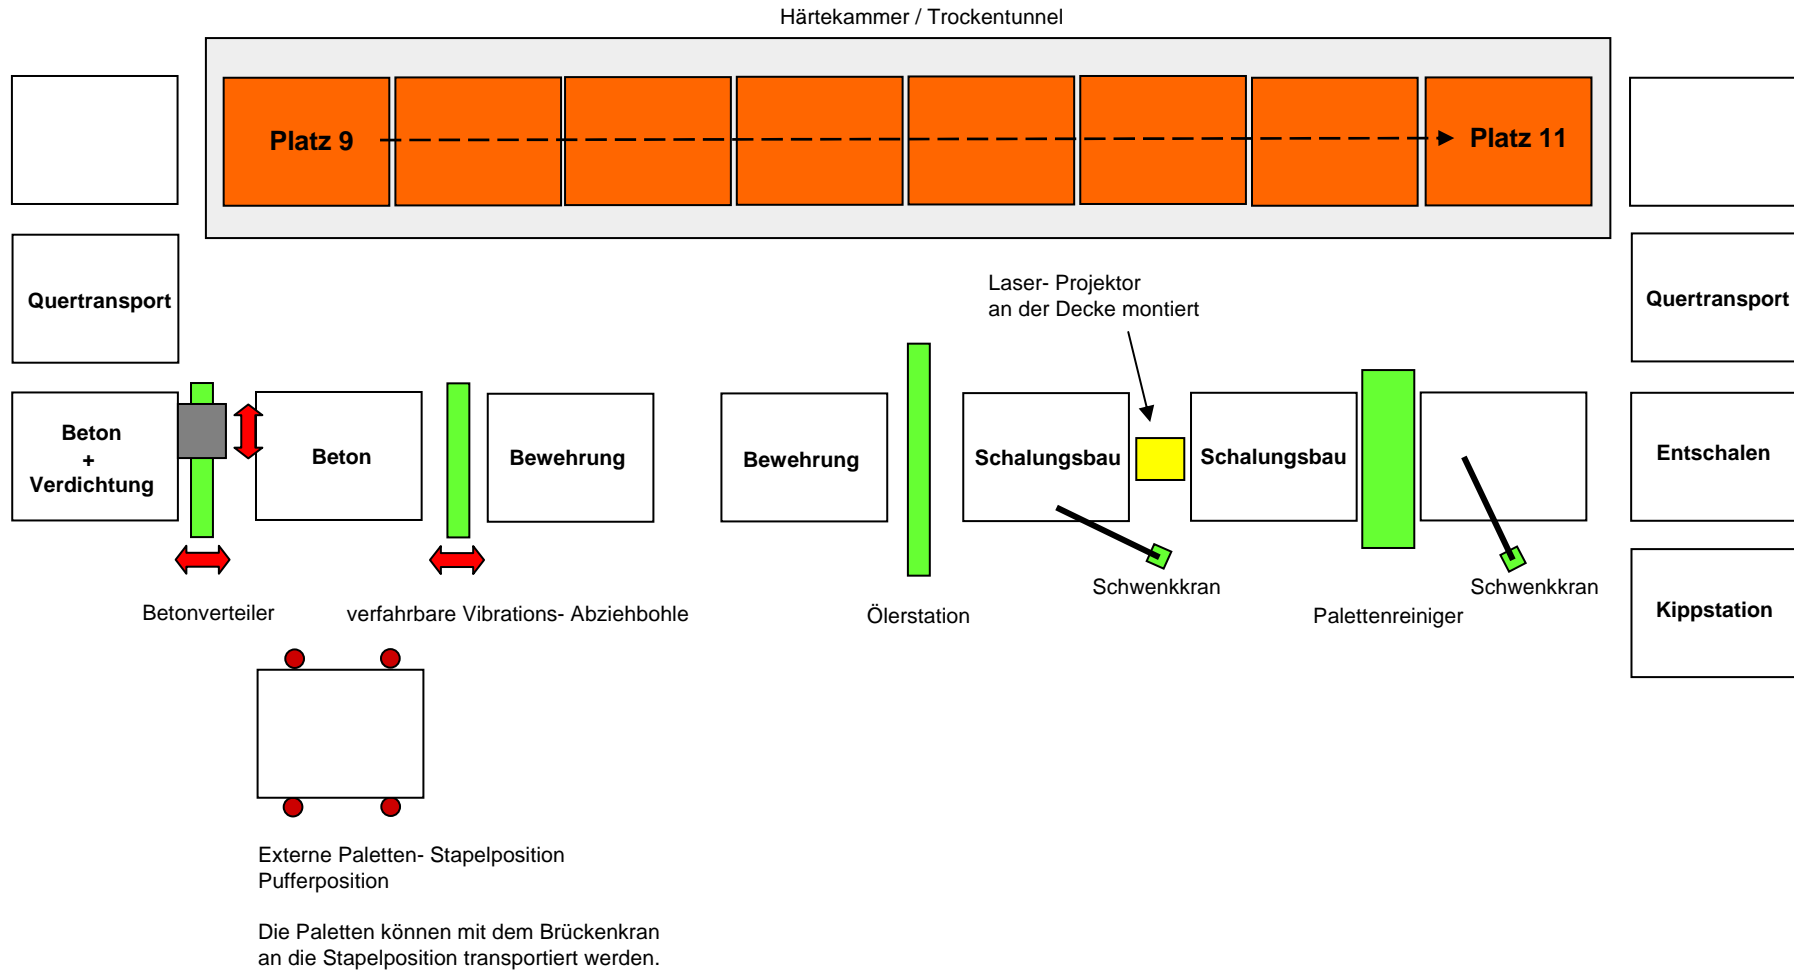 Härtekammer / Trockentunnel
Platz 9
Platz 11
Quertransport
Laser- Projektor
an der Decke montiert
Quertransport
Beton
+
Verdichtung
Beton
Bewehrung
Bewehrung
Schalungsbau
Schalungsbau
Entschalen
Betonverteiler
verfahrbare Vibrations- Abziehbohle
Ölerstation
Schwenkkran
Palettenreiniger
Schwenkkran
Kippstation
Externe Paletten- Stapelposition
Pufferposition
Die Paletten können mit dem Brückenkran
an die Stapelposition transportiert werden.